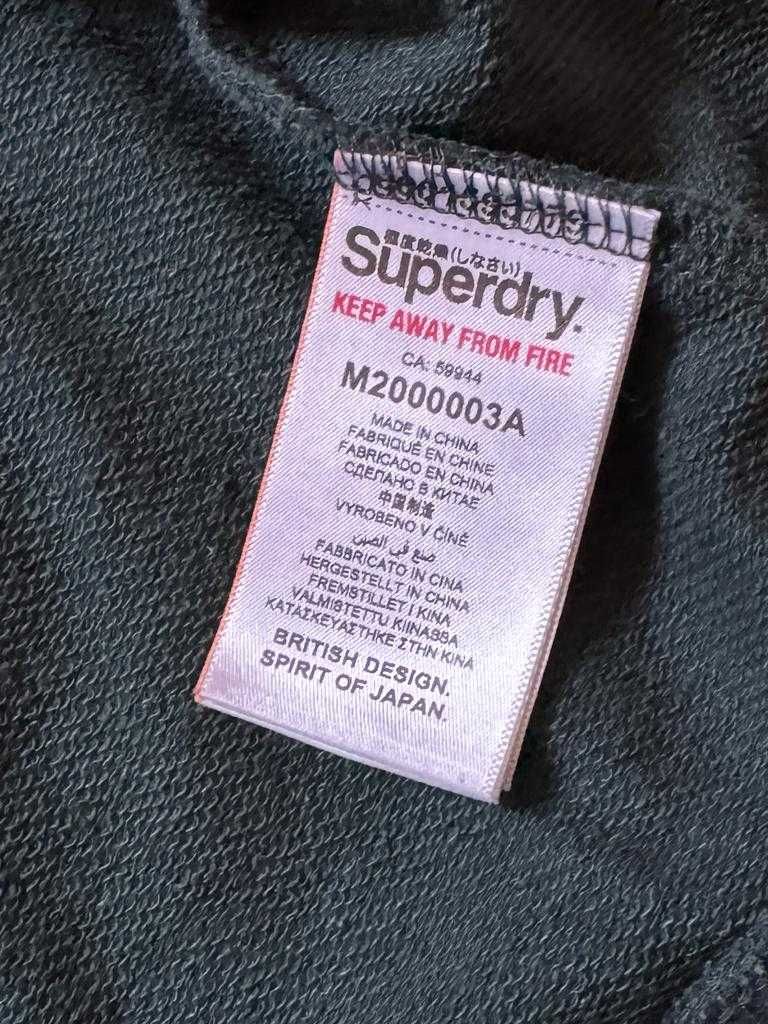 極度乾燥(しなさい)
Superdry.
KEEP AWAY FROM FIRE
CA: 59944
M2000003A
MADE IN CHINA
FABRIQUÉ EN CHINE
FABRICADO EN CHINA
СДЕЛАНО В КИТАЕ
中国制造
VYROBENO V ČÍNĚ
صنع في الصين
FABBRICATO IN CINA
HERGESTELLT IN CHINA
FREMSTILLET I KINA
VALMISTETTU KIINASSA
ΚΑΤΑΣΚΕΥΑΣΤΗΚΕ ΣΤΗΝ ΚΙΝΑ
BRITISH DESIGN.
SPIRIT OF JAPAN.